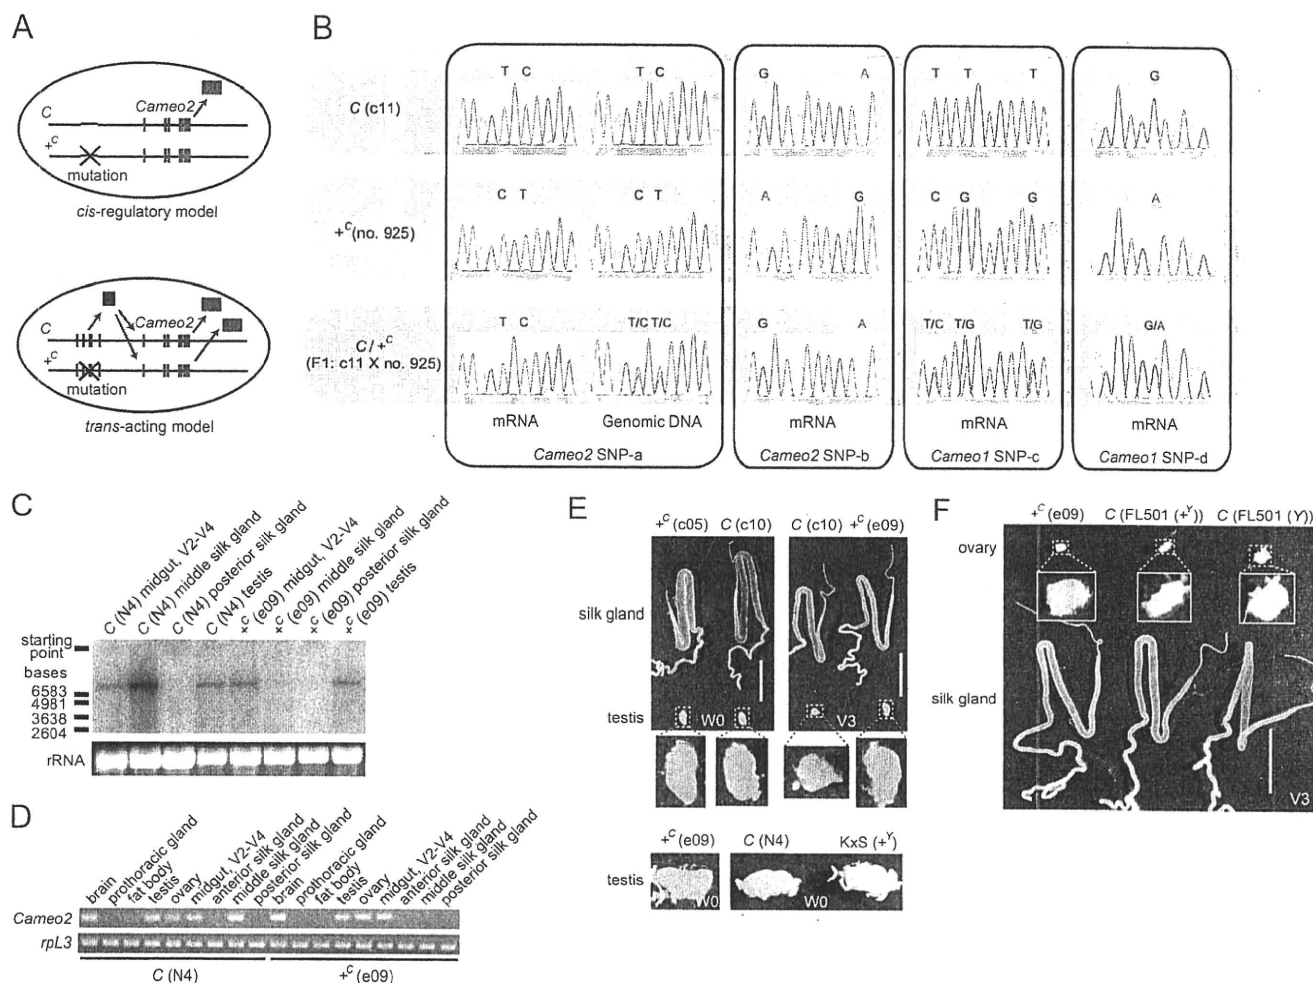 A
C
Cameo2
+C
mutation
cis-regulatory model
C
Cameo2
+C
mutation
trans-acting model
B
C (c11)
T C
T C
G A
T T T
G
+C (no. 925)
C T
C T
A G
C G G
A
C / +C
(F1: c11 X no. 925)
T C
T/C T/C
G A
T/C T/G T/G
G/A
mRNA
Genomic DNA
mRNA
mRNA
mRNA
Cameo2 SNP-a
Cameo2 SNP-b
Cameo1 SNP-c
Cameo1 SNP-d
C
C (N4) midgut, V2-V4
C (N4) middle silk gland
C (N4) posterior silk gland
C (N4) testis
+C (e09) midgut, V2-V4
+C (e09) middle silk gland
+C (e09) posterior silk gland
+C (e09) testis
starting
point
bases
6583
4981
3638
2604
rRNA
D
brain
prothoracic gland
fat body
testis
ovary
midgut, V2-V4
anterior silk gland
middle silk gland
posterior silk gland
brain
prothoracic gland
fat body
testis
ovary
midgut, V2-V4
anterior silk gland
middle silk gland
posterior silk gland
Cameo2
rpL3
C (N4)
+C (e09)
E
+C (c05) C (c10)
C (c10) +C (e09)
silk gland
testis
W0
V3
+C (e09)
C (N4)
KxS (+Y)
testis
W0
W0
F
+C (e09)
C (FL501 (+Y))
C (FL501 (Y))
ovary
silk gland
V3